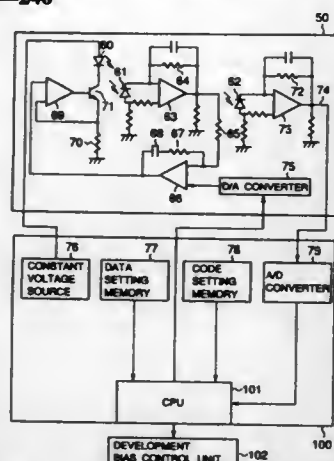 246
50
60
61
64
62
72
69
71
63
73
74
68
67
65
70
75
66
D/A CONVERTER
76
77
78
79
CONSTANT
VOLTAGE
SOURCE
DATA
SETTING
MEMORY
CODE
SETTING
MEMORY
A/D
CONVERTER
101
CPU
100
DEVELOPMENT
BIAS CONTROL UNIT
102